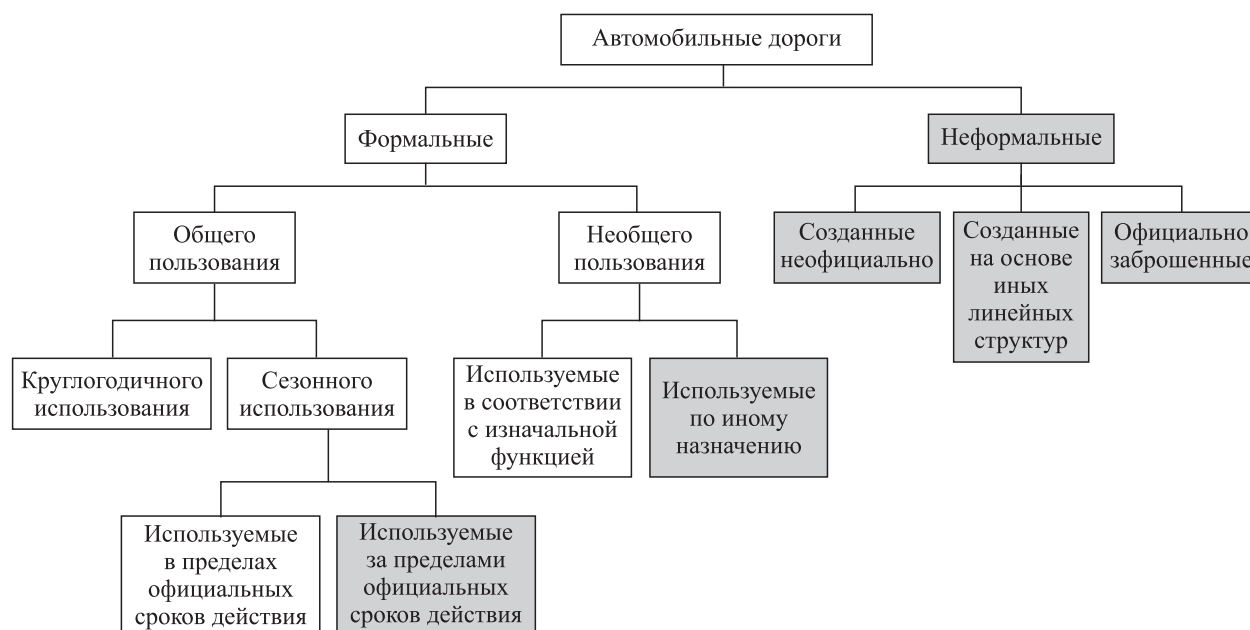 Автомобильные дороги
Формальные
Неформальные
Общего
пользования
Необщего
пользования
Созданные
неофициально
Созданные
на основе
иных
линейных
структур
Официально
заброшенные
Круглогодичного
использования
Сезонного
использования
Используемые
в соответствии
с изначальной
функцией
Используемые
по иному
назначению
Используемые
в пределах
официальных
сроков действия
Используемые
за пределами
официальных
сроков действия